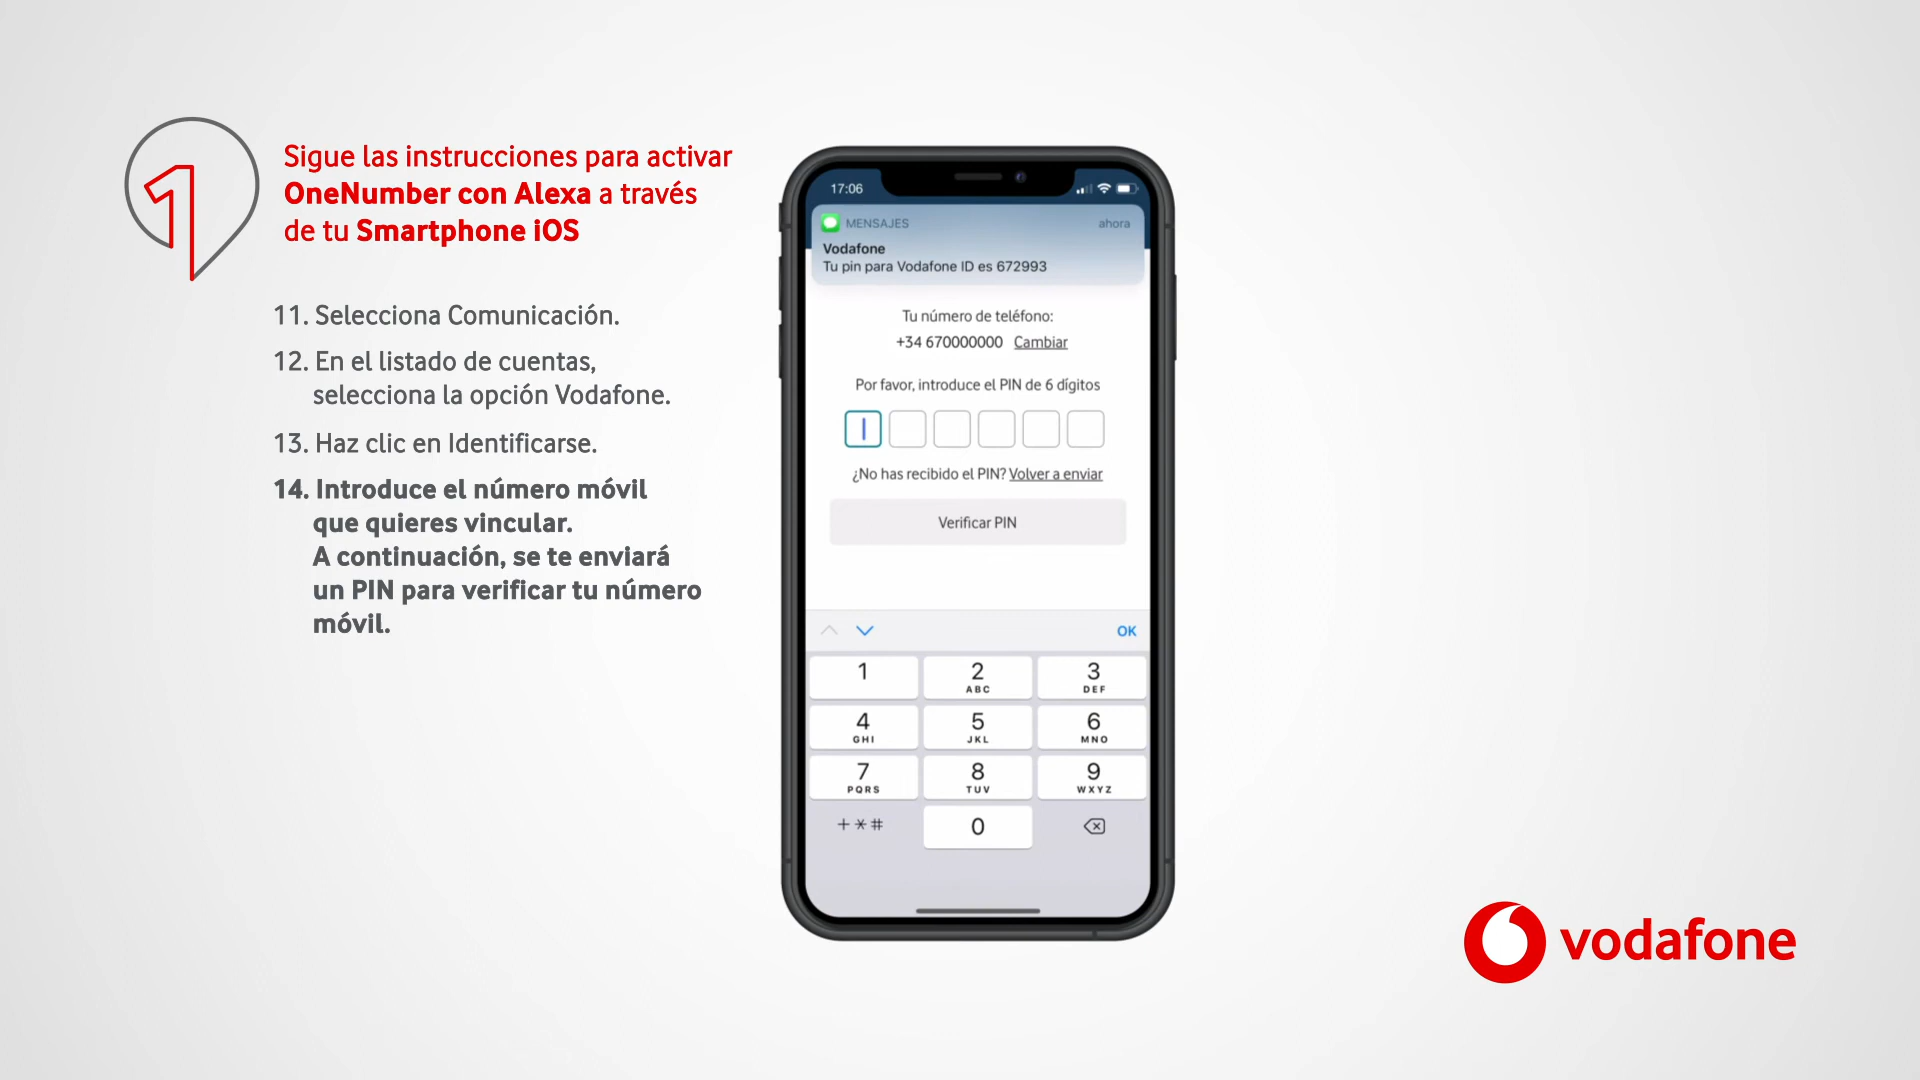 Sigue las instrucciones para activar
OneNumber con Alexa a través
de tu Smartphone iOS
11. Selecciona Comunicación.
12. En el listado de cuentas,
selecciona la opción Vodafone.
13. Haz clic en Identificarse.
14. Introduce el número móvil
que quieres vincular.
A continuación, se te enviará
un PIN para verificar tu número
móvil.
17:06
MENSAJES ahora
Vodafone
Tu pin para Vodafone ID es 672993
Tu número de teléfono:
+34 670000000 Cambiar
Por favor, introduce el PIN de 6 dígitos
¿No has recibido el PIN? Volver a enviar
Verificar PIN
OK
1 2 3
ABC DEF
4 5 6
GHI JKL MNO
7 8 9
PQRS TUV WXYZ
+*# 0
vodafone